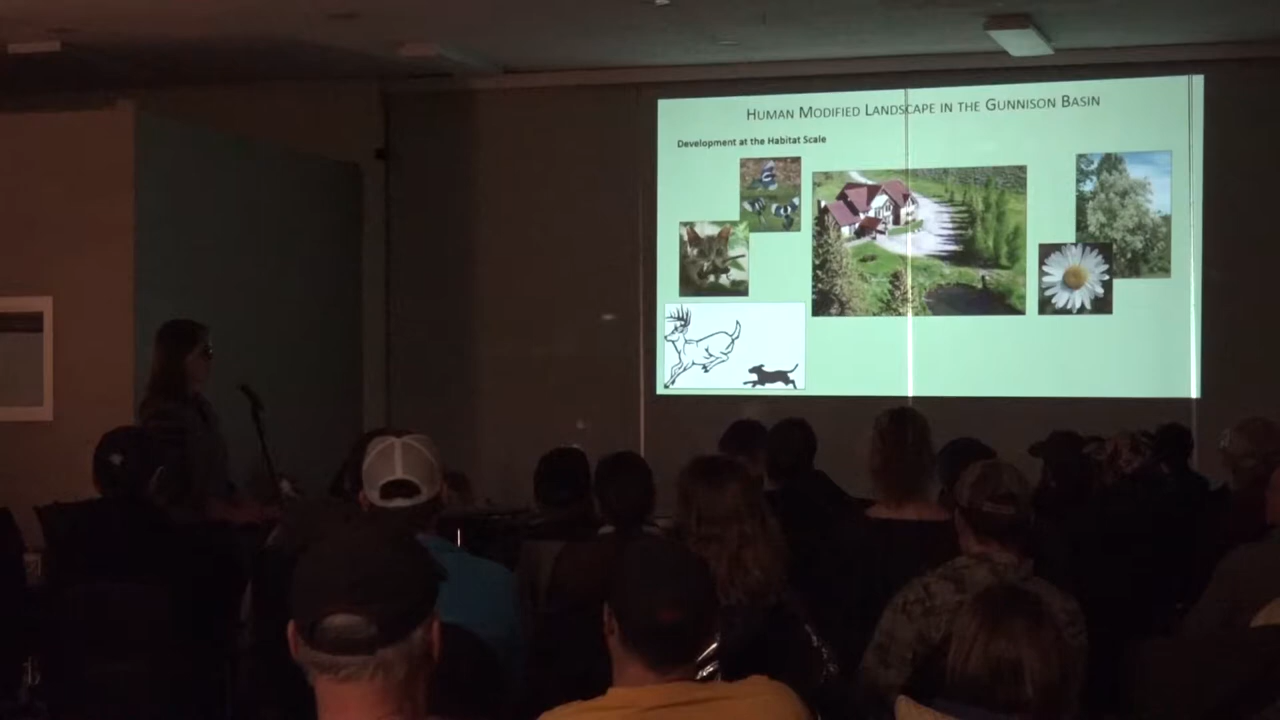 HUMAN MODIFIED LANDSCAPE IN THE GUNNISON BASIN
Development at the Habitat Scale